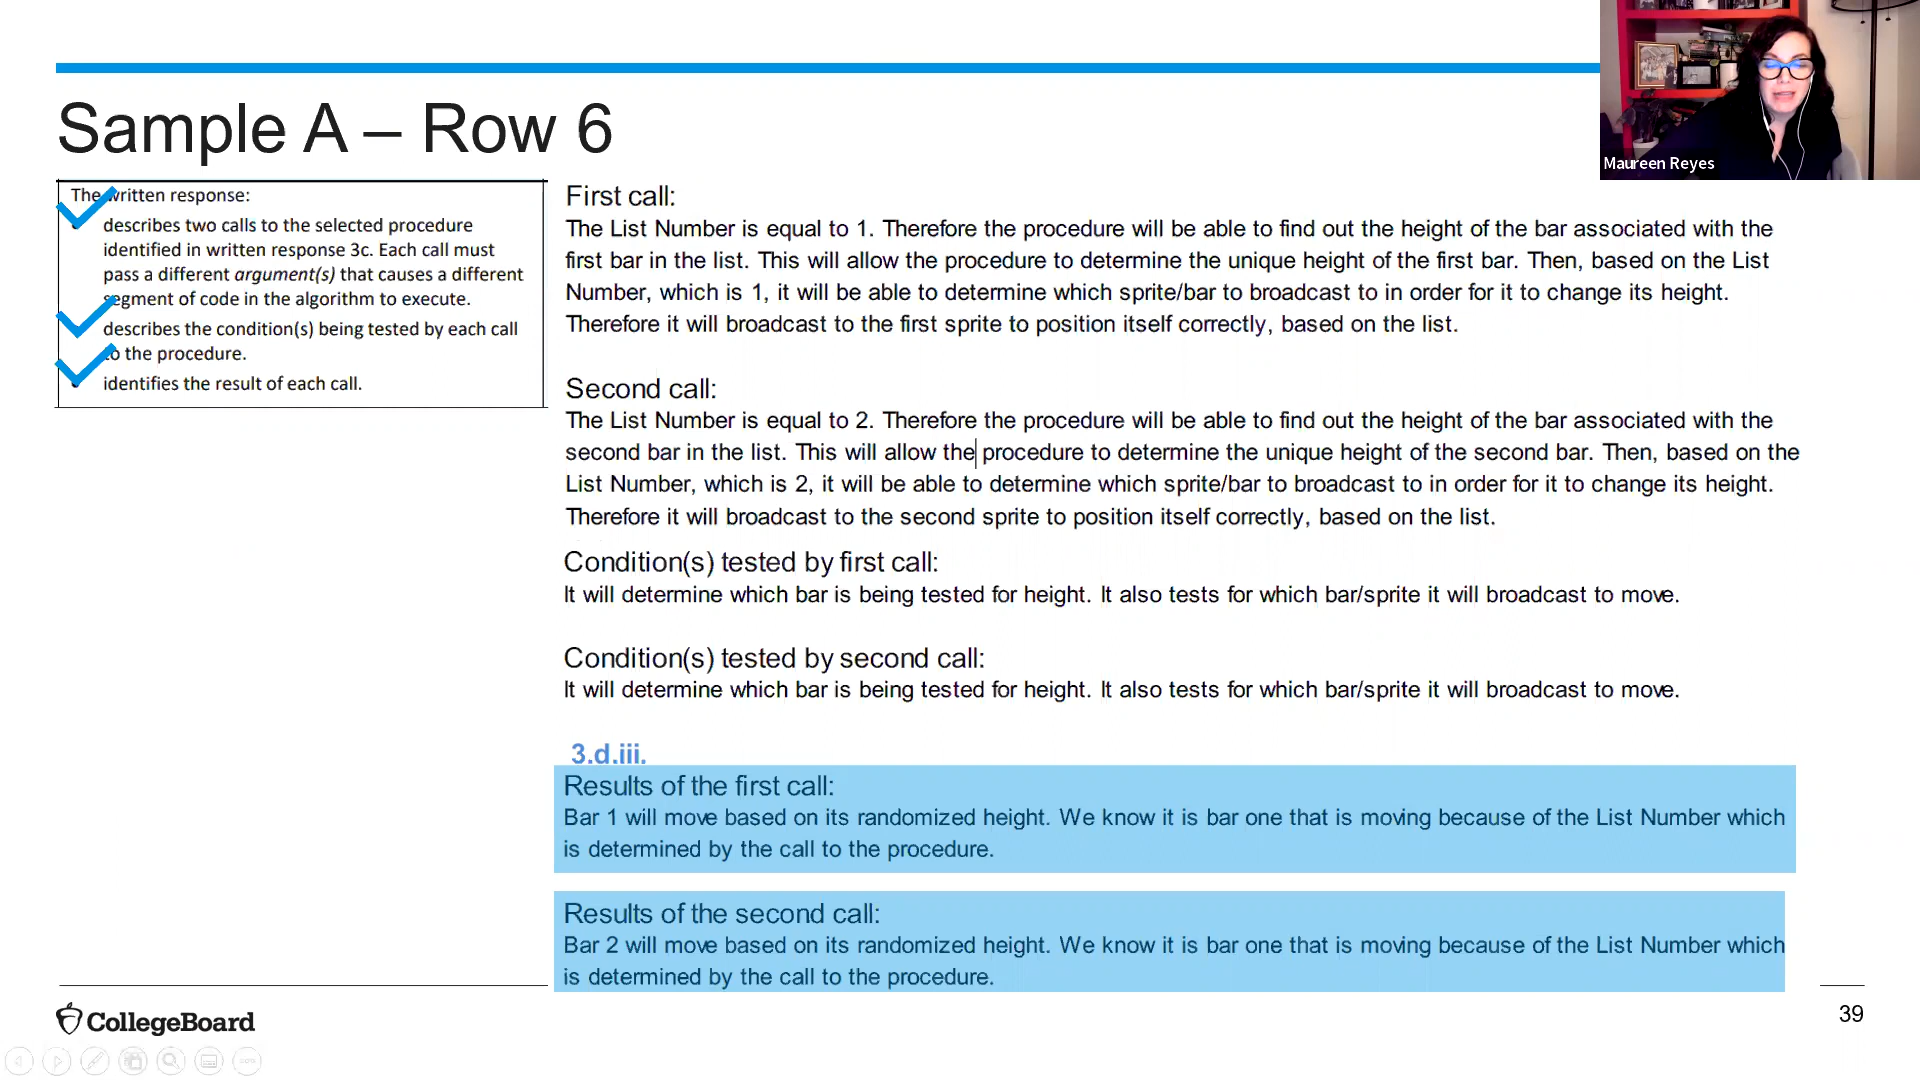 Sample A – Row 6
Maureen Reyes
The written response:
describes two calls to the selected procedure
identified in written response 3c. Each call must
pass a different argument(s) that causes a different
segment of code in the algorithm to execute.
describes the condition(s) being tested by each call
to the procedure.
identifies the result of each call.
First call:
The List Number is equal to 1. Therefore the procedure will be able to find out the height of the bar associated with the
first bar in the list. This will allow the procedure to determine the unique height of the first bar. Then, based on the List
Number, which is 1, it will be able to determine which sprite/bar to broadcast to in order for it to change its height.
Therefore it will broadcast to the first sprite to position itself correctly, based on the list.
Second call:
The List Number is equal to 2. Therefore the procedure will be able to find out the height of the bar associated with the
second bar in the list. This will allow the procedure to determine the unique height of the second bar. Then, based on the
List Number, which is 2, it will be able to determine which sprite/bar to broadcast to in order for it to change its height.
Therefore it will broadcast to the second sprite to position itself correctly, based on the list.
Condition(s) tested by first call:
It will determine which bar is being tested for height. It also tests for which bar/sprite it will broadcast to move.
Condition(s) tested by second call:
It will determine which bar is being tested for height. It also tests for which bar/sprite it will broadcast to move.
3.d.iii.
Results of the first call:
Bar 1 will move based on its randomized height. We know it is bar one that is moving because of the List Number which
is determined by the call to the procedure.
Results of the second call:
Bar 2 will move based on its randomized height. We know it is bar one that is moving because of the List Number which
is determined by the call to the procedure.
CollegeBoard
39